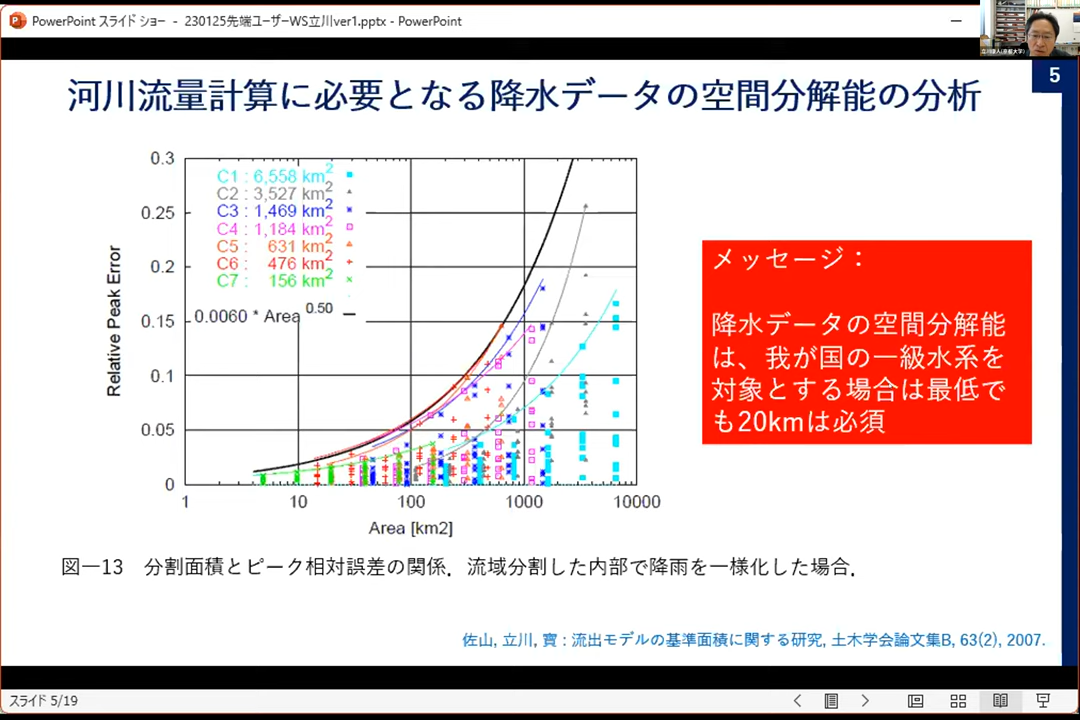 PowerPoint スライド ショー - 230125先端ユーザーWS立川ver1.pptx - PowerPoint
5
河川流量計算に必要となる降水データの空間分解能の分析
0.3
0.25
0.2
0.15
0.1
0.05
0
Relative Peak Error
C1 : 6,558 km2
C2 : 3,527 km2
C3 : 1,469 km2
C4 : 1,184 km2
C5 : 631 km2
C6 : 476 km2
C7 : 156 km2
0.0060 * Area 0.50
1 10 100 1000 10000
Area [km2]
メッセージ：
降水データの空間分解能
は、我が国の一級水系を
対象とする場合は最低で
も20kmは必須
図一13 分割面積とピーク相対誤差の関係．流域分割した内部で降雨を一様化した場合．
佐山, 立川, 寶 : 流出モデルの基準面積に関する研究, 土木学会論文集B, 63(2), 2007.
スライド 5/19